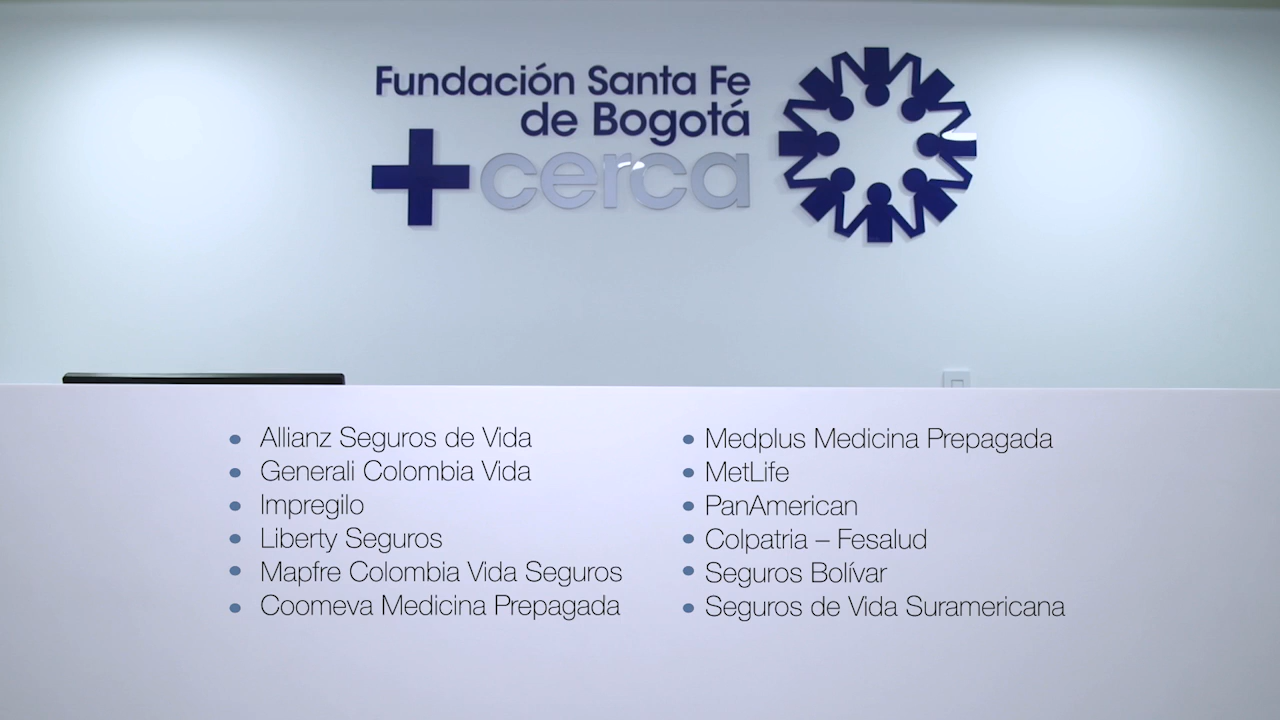 Fundación Santa Fe
de Bogotá
+cerca
Allianz Seguros de Vida
Generali Colombia Vida
Impregilo
Liberty Seguros
Mapfre Colombia Vida Seguros
Coomeva Medicina Prepagada
Medplus Medicina Prepagada
MetLife
PanAmerican
Colpatria – Fesalud
Seguros Bolívar
Seguros de Vida Suramericana